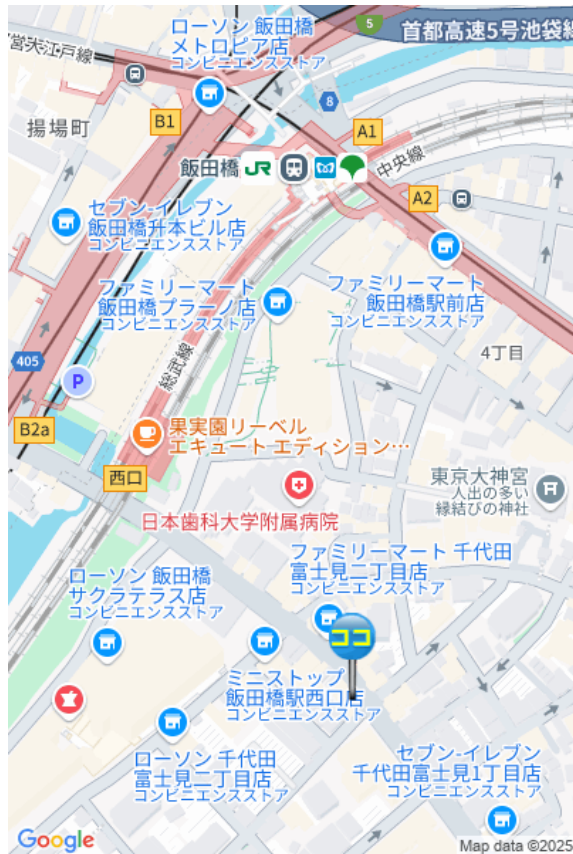 営大江戸線
ローソン 飯田橋
メトロピア店
コンビニエンスストア
5
首都高速5号池袋線
8
B1
揚場町
A1
中央線
飯田橋
JR
A2
セブン-イレブン
飯田橋升本ビル店
コンビニエンスストア
ファミリーマート
飯田橋プラーノ店
コンビニエンスストア
ファミリーマート
飯田橋駅前店
コンビニエンスストア
4丁目
405
総武線
P
B2a
果実園リーベル
エキュート エディション…
西口
東京大神宮
人出の多い
縁結びの神社
日本歯科大学附属病院
ファミリーマート 千代田
富士見二丁目店
コンビニエンスストア
ローソン 飯田橋
サクラテラス店
コンビニエンスストア
ココ
ミニストップ
飯田橋駅西口店
コンビニエンスストア
ローソン 千代田
富士見二丁目店
コンビニエンスストア
セブン-イレブン
千代田富士見1丁目店
コンビニエンスストア
Google
Map data ©2025